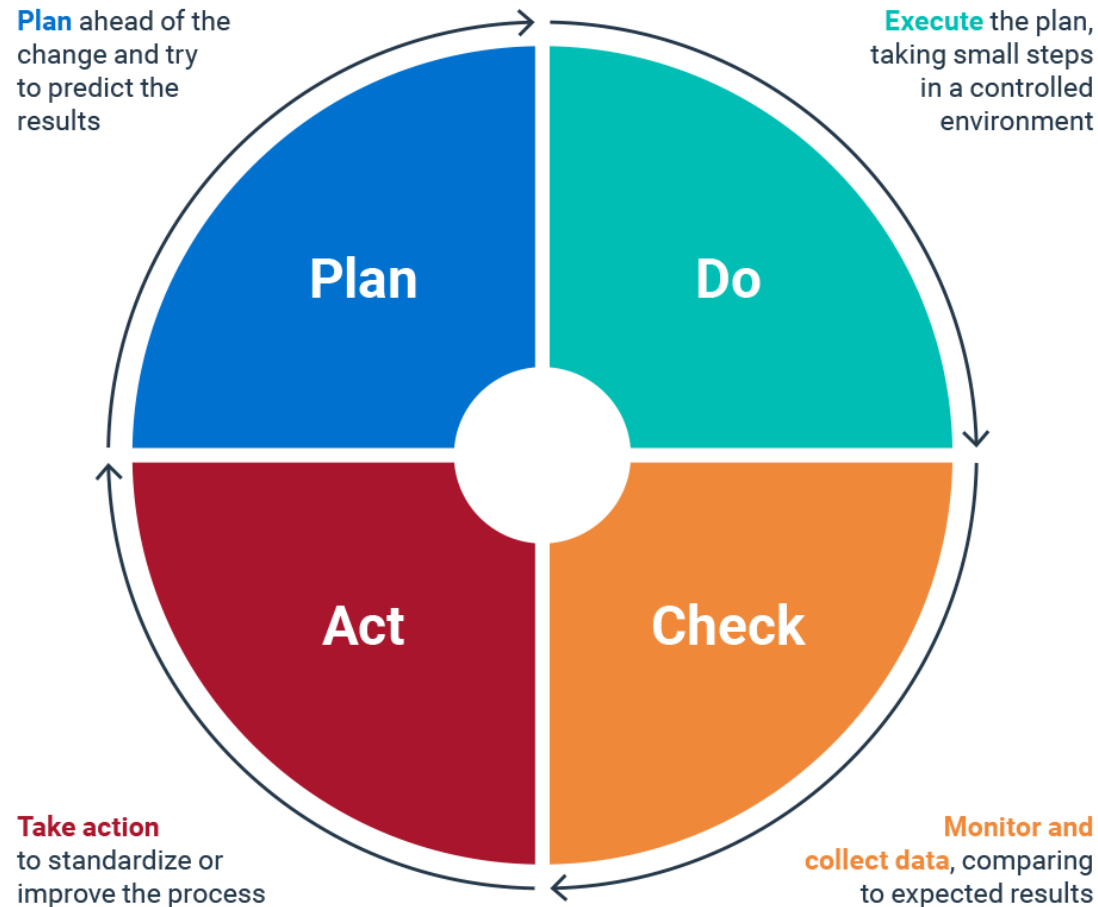 Plan ahead of the
change and try
to predict the
results
Execute the plan,
taking small steps
in a controlled
environment
Plan
Do
Act
Check
Take action
to standardize or
improve the process
Monitor and
collect data, comparing
to expected results